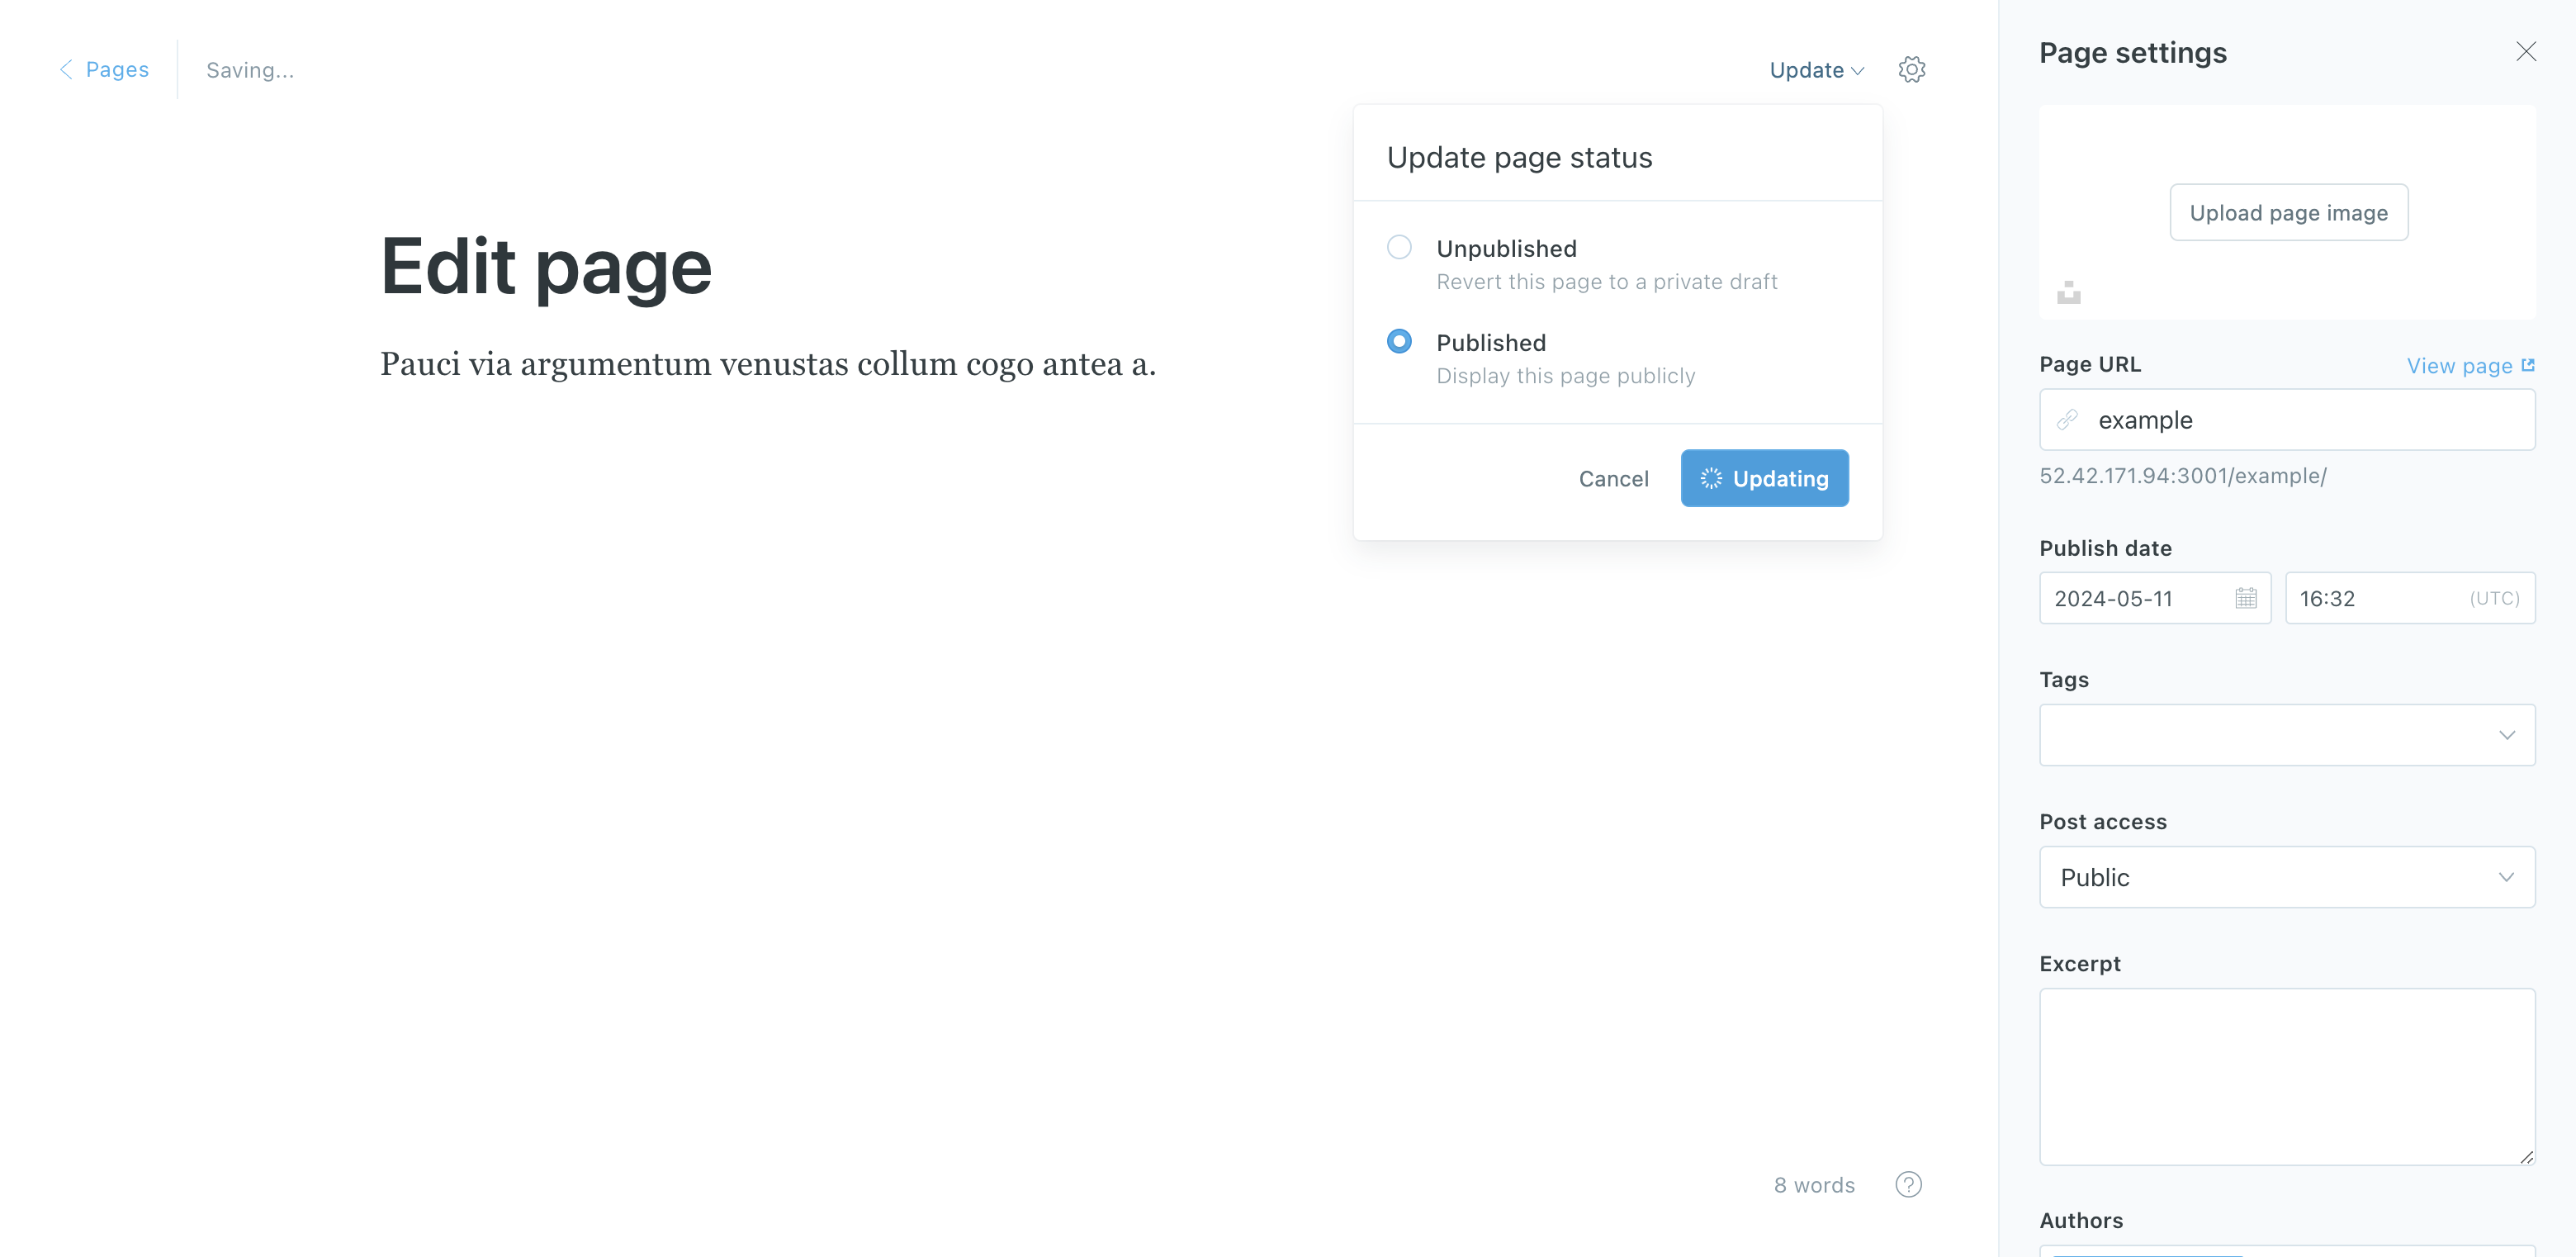 Pages
Saving...
Update
Page settings
Update page status
Unpublished
Revert this page to a private draft
Published
Display this page publicly
Cancel
Updating
Edit page
Pauci via argumentum venustas collum cogo antea a.
Upload page image
Page URL
View page
example
52.42.171.94:3001/example/
Publish date
2024-05-11
16:32
(UTC)
Tags
Post access
Public
Excerpt
8 words
?
Authors